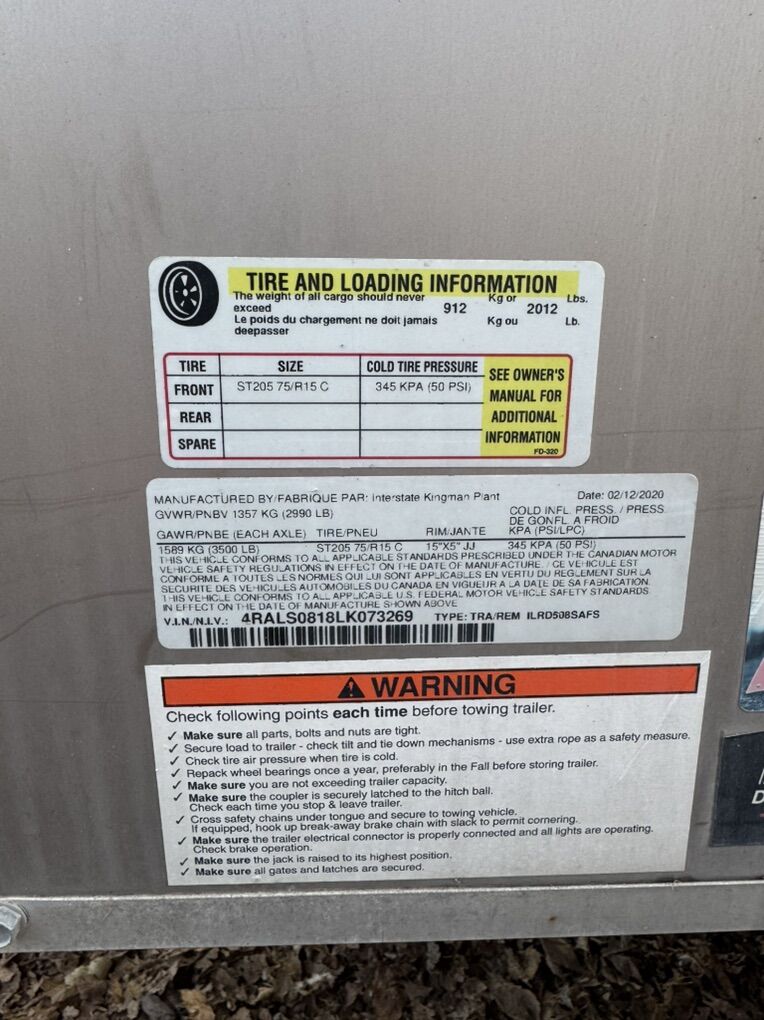 TIRE AND LOADING INFORMATION
The weight of all cargo should never exceed 912 Kg or 2012 Lbs.
Le poids du chargement ne doit jamais deepasser Kg ou Lb.
TIRE SIZE COLD TIRE PRESSURE SEE OWNER'S MANUAL FOR ADDITIONAL INFORMATION
FRONT ST205 75/R15 C 345 KPA (50 PSI)
REAR
SPARE
FD-320
MANUFACTURED BY/FABRIQUE PAR: Interstate Kingman Plant Date: 02/12/2020
GVWR/PNBV 1357 KG (2990 LB) COLD INFL. PRESS. / PRESS.
DE GONFL. A FROID
GAWR/PNBE (EACH AXLE) TIRE/PNEU RIM/JANTE KPA (PSI/LPC)
1589 KG (3500 LB) ST205 75/R15 C 15"X5" JJ 345 KPA (50 PSI)
THIS VEHICLE CONFORMS TO ALL APPLICABLE STANDARDS PRESCRIBED UNDER THE CANADIAN MOTOR
VEHICLE SAFETY REGULATIONS IN EFFECT ON THE DATE OF MANUFACTURE. / CE VEHICULE EST
CONFORME A TOUTES LES NORMES QUI LUI SONT APPLICABLES EN VERTU DU REGLEMENT SUR LA
SECURITE DES VEHICULES AUTOMOBILES DU CANADA EN VIGUEUR A LA DATE DE SA FABRICATION.
THIS VEHICLE CONFORMS TO ALL APPLICABLE U.S. FEDERAL MOTOR VEHICLE SAFETY STANDARDS
IN EFFECT ON THE DATE OF MANUFACTURE SHOWN ABOVE
V.I.N./N.I.V.: 4RALS0818LK073269 TYPE: TRA/REM ILRD508SAFS
WARNING
Check following points each time before towing trailer.
✓ Make sure all parts, bolts and nuts are tight.
✓ Secure load to trailer - check tilt and tie down mechanisms - use extra rope as a safety measure.
✓ Check tire air pressure when tire is cold.
✓ Repack wheel bearings once a year, preferably in the Fall before storing trailer.
✓ Make sure you are not exceeding trailer capacity.
✓ Make sure the coupler is securely latched to the hitch ball.
Check each time you stop & leave trailer.
✓ Cross safety chains under tongue and secure to towing vehicle.
If equipped, hook up break-away brake chain with slack to permit cornering.
✓ Make sure the trailer electrical connector is properly connected and all lights are operating.
Check brake operation.
✓ Make sure the jack is raised to its highest position.
✓ Make sure all gates and latches are secured.